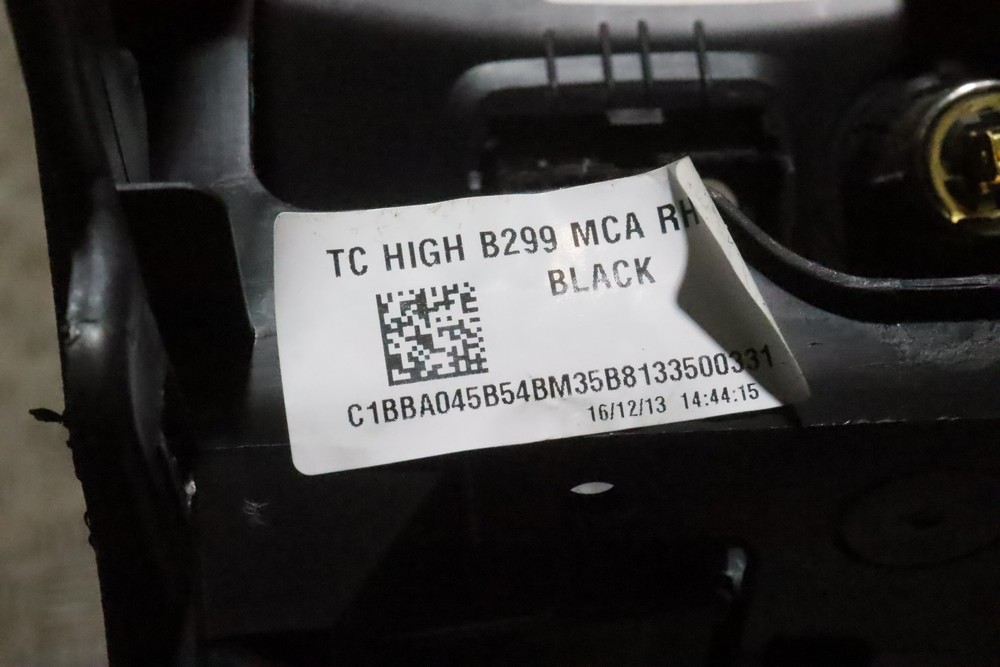 TC HIGH B299 MCA RH
BLACK
C1BBA045B54BM35B8133500331
16/12/13 14:44:15